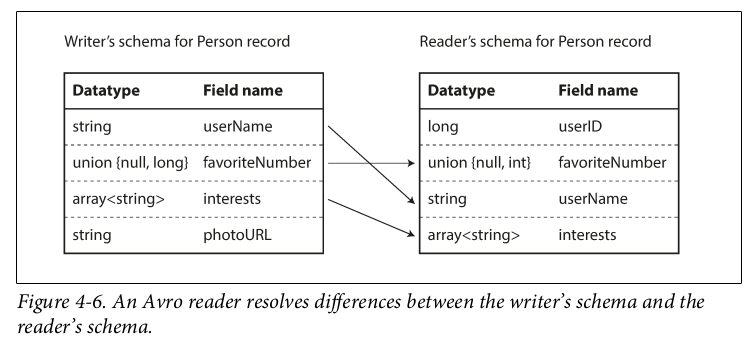 Writer's schema for Person record
Datatype Field name
string userName
union {null, long} favoriteNumber
array<string> interests
string photoURL
Reader's schema for Person record
Datatype Field name
long userID
union {null, int} favoriteNumber
string userName
array<string> interests
Figure 4-6. An Avro reader resolves differences between the writer's schema and the
reader's schema.